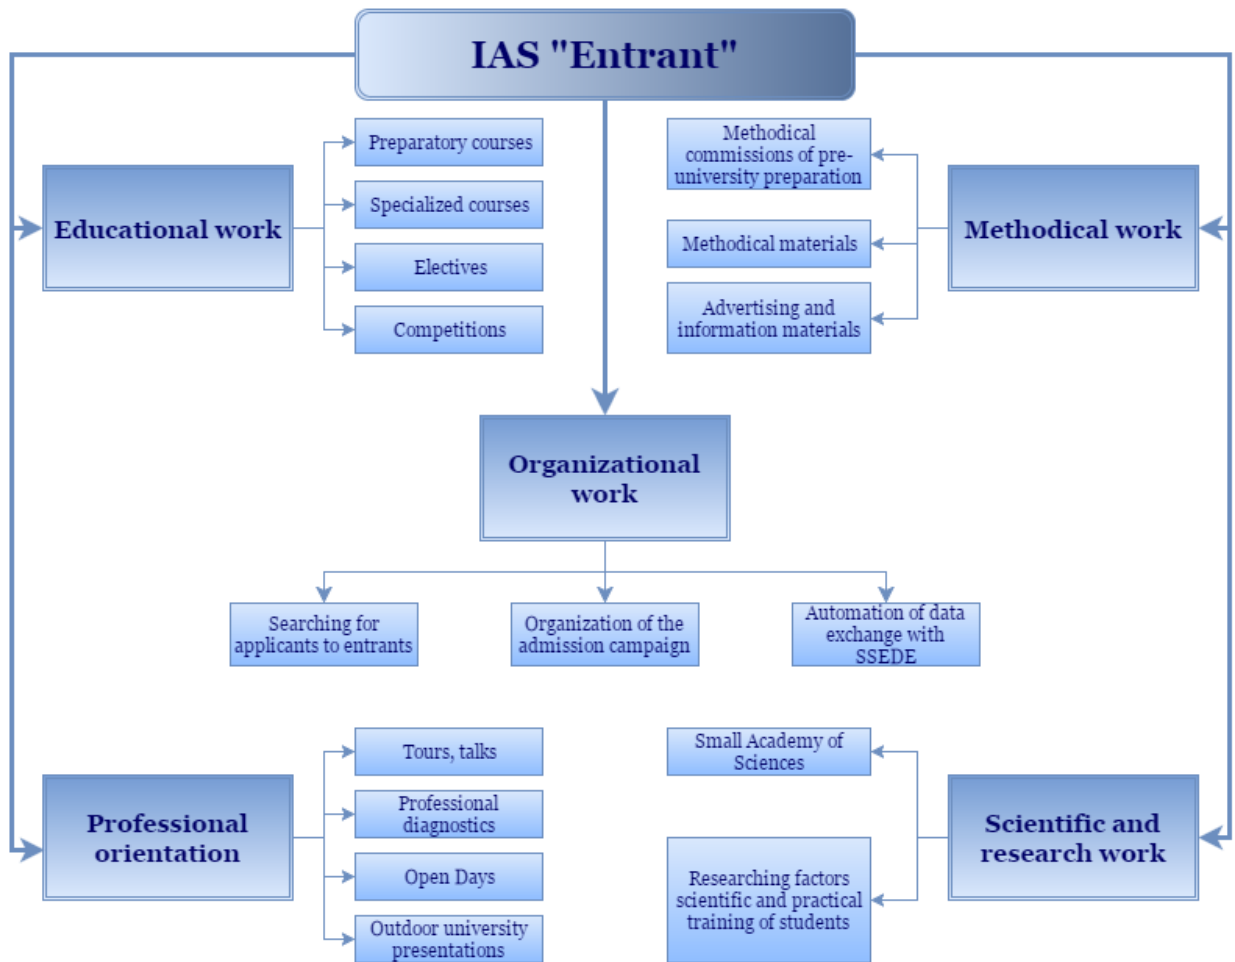 IAS "Entrant"
Educational work
Preparatory courses
Specialized courses
Electives
Competitions
Methodical
commissions of pre-
university preparation
Methodical materials
Advertising and
information materials
Methodical work
Organizational
work
Searching for
applicants to entrants
Organization of the
admission campaign
Automation of data
exchange with
SSEDE
Professional
orientation
Tours, talks
Professional
diagnostics
Open Days
Outdoor university
presentations
Small Academy of
Sciences
Researching factors
scientific and practical
training of students
Scientific and
research work